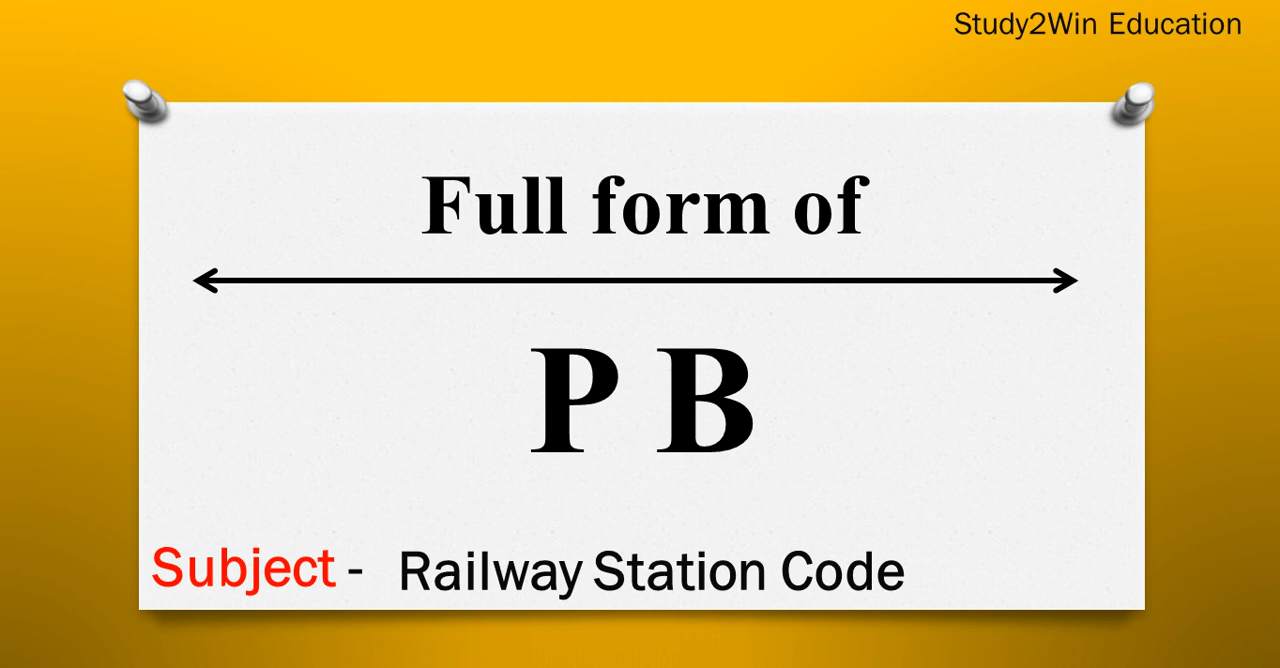 Study2Win Education
Full form of
P B
Subject - Railway Station Code